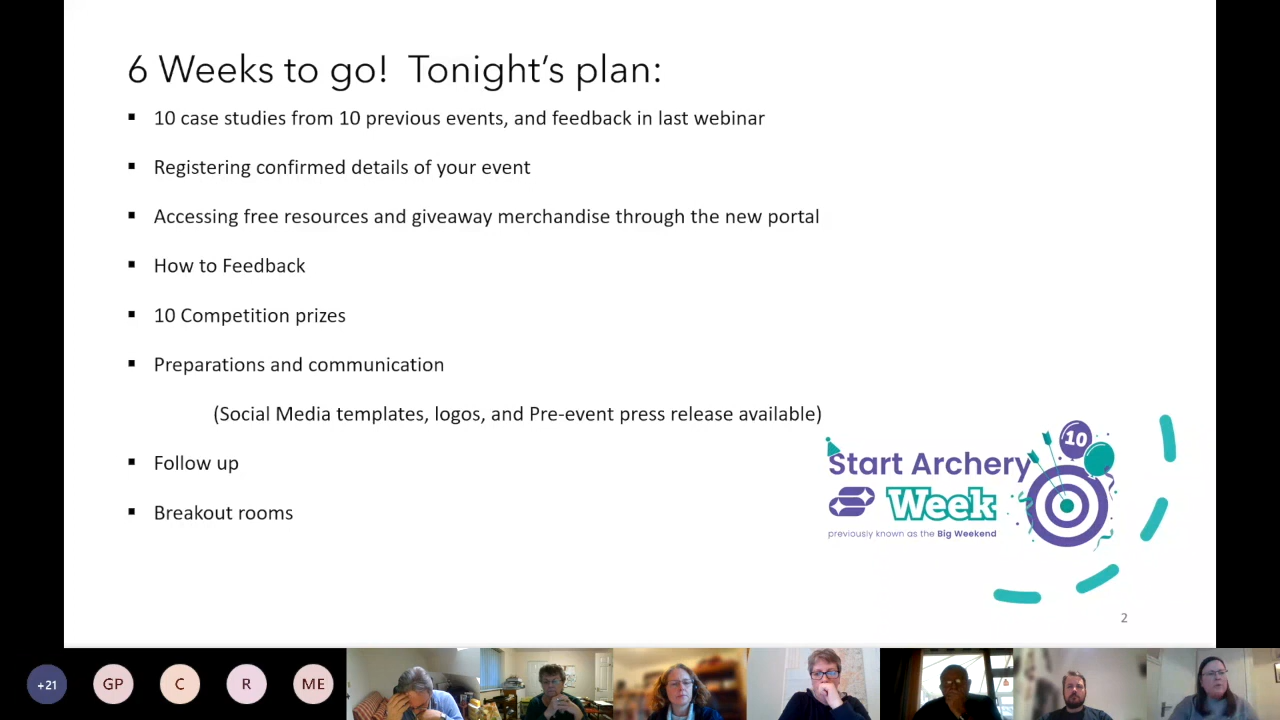 6 Weeks to go! Tonight's plan:
10 case studies from 10 previous events, and feedback in last webinar
Registering confirmed details of your event
Accessing free resources and giveaway merchandise through the new portal
How to Feedback
10 Competition prizes
Preparations and communication
(Social Media templates, logos, and Pre-event press release available)
Follow up
Breakout rooms
10
Start Archery
Week
previously known as the Big Weekend
2
+21
GP
C
R
ME